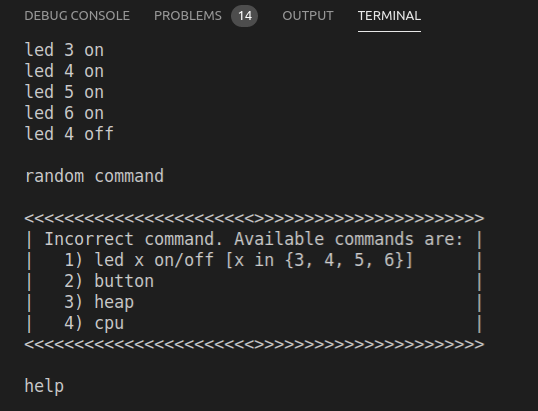 DEBUG CONSOLE PROBLEMS 14 OUTPUT TERMINAL
led 3 on
led 4 on
led 5 on
led 6 on
led 4 off
random command
<<<<<<<<<<<<<<<<<<<<<<<>>>>>>>>>>>>>>>>>>>>>>>
| Incorrect command. Available commands are: |
|   1) led x on/off [x in {3, 4, 5, 6}]      |
|   2) button                                |
|   3) heap                                  |
|   4) cpu                                   |
<<<<<<<<<<<<<<<<<<<<<<<>>>>>>>>>>>>>>>>>>>>>>>
help